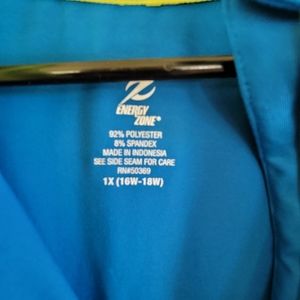 ENERGY
ZONE®
92% POLYESTER
8% SPANDEX
MADE IN INDONESIA
SEE SIDE SEAM FOR CARE
RN#50369
1X (16W-18W)